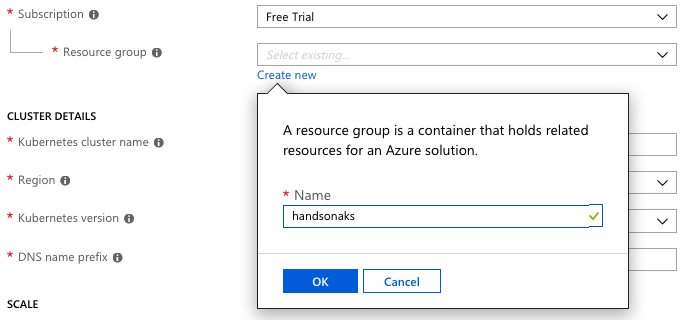 * Subscription
Free Trial
* Resource group
Select existing...
Create new
CLUSTER DETAILS
* Kubernetes cluster name
* Region
* Kubernetes version
* DNS name prefix
SCALE
A resource group is a container that holds related
resources for an Azure solution.
* Name
handsonaks
OK
Cancel